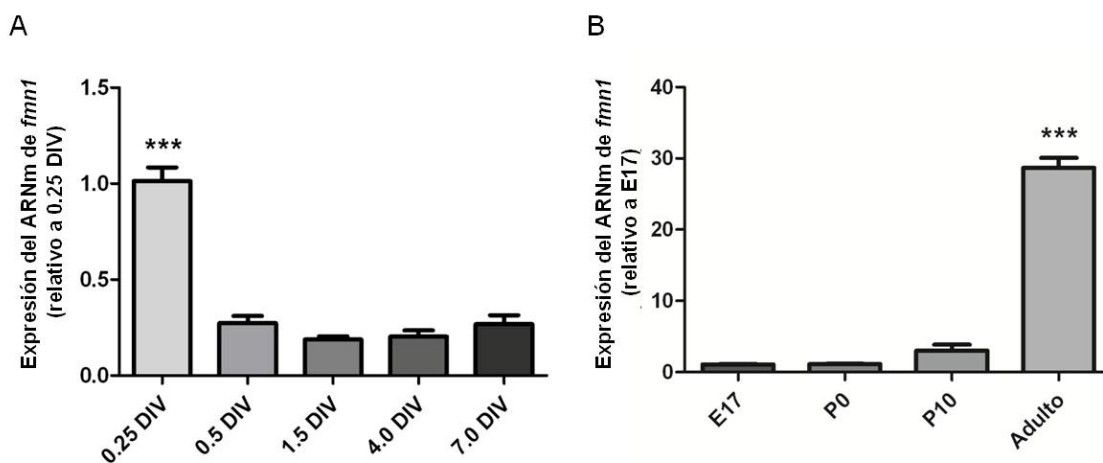 A
Expresión del ARNm de fmn1
(relativo a 0.25 DIV)
1.5
1.0
0.5
0.0
***
0.25 DIV
0.5 DIV
1.5 DIV
4.0 DIV
7.0 DIV
B
Expresión del ARNm de fmn1
(relativo a E17)
40
30
20
10
0
***
E17
P0
P10
Adulto